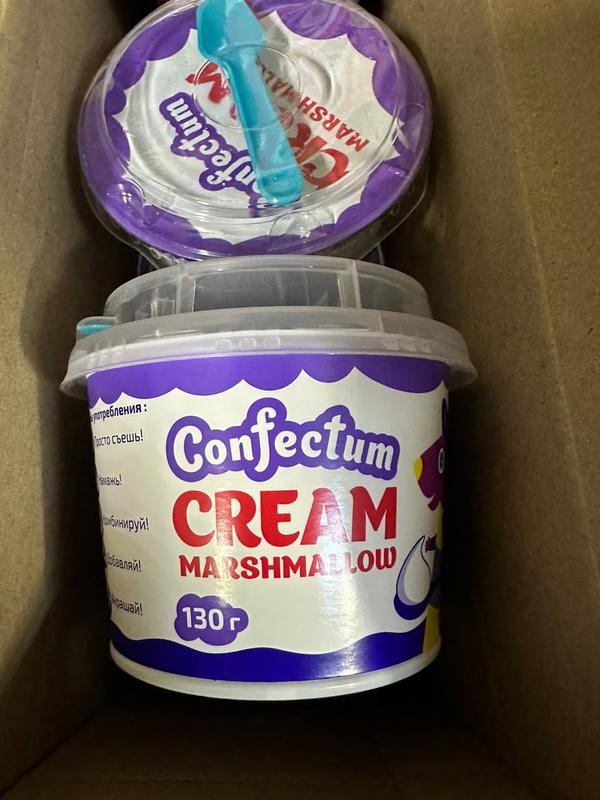 Confectum
CREAM
MARSHMALLOW
употребления :
Просто съешь!
Намажь!
Комбинируй!
Добавляй!
Украшай!
Confectum
CREAM
MARSHMALLOW
130 г